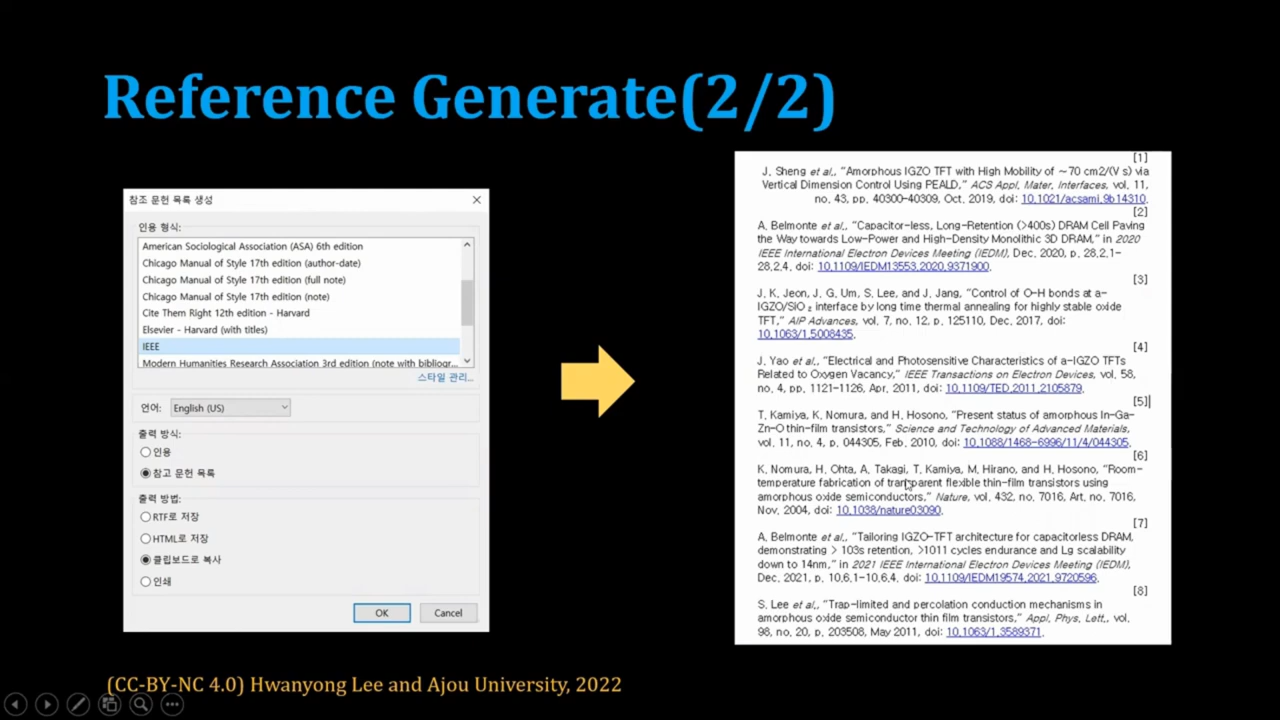 Reference Generate(2/2)
참조 문헌 목록 생성
인용 형식:
American Sociological Association (ASA) 6th edition
Chicago Manual of Style 17th edition (author-date)
Chicago Manual of Style 17th edition (full note)
Chicago Manual of Style 17th edition (note)
Cite Them Right 12th edition - Harvard
Elsevier - Harvard (with titles)
IEEE
Modern Humanities Research Association 3rd edition (note with bibliogr...
스타일 관리...
언어: English (US)
출력 방식:
인용
참고 문헌 목록
출력 방법:
RTF로 저장
HTML로 저장
클립보드로 복사
인쇄
OK Cancel
[1]
J. Sheng et al., "Amorphous IGZO TFT with High Mobility of ~70 cm2/(V s) via
Vertical Dimension Control Using PEALD," ACS Appl. Mater. Interfaces, vol. 11,
no. 43, pp. 40300-40309, Oct. 2019, doi: 10.1021/acsami.9b14310.
[2]
A. Belmonte et al., "Capacitor-less, Long-Retention (>400s) DRAM Cell Paving
the Way towards Low-Power and High-Density Monolithic 3D DRAM," in 2020
IEEE International Electron Devices Meeting (IEDM), Dec. 2020, p. 28.2.1-
28.2.4. doi: 10.1109/IEDM13553.2020.9371900.
[3]
J. K. Jeon, J. G. Um, S. Lee, and J. Jang, "Control of O-H bonds at a-
IGZO/SiO2 interface by long time thermal annealing for highly stable oxide
TFT," AIP Advances, vol. 7, no. 12, p. 125110, Dec. 2017, doi:
10.1063/1.5008435.
[4]
J. Yao et al., "Electrical and Photosensitive Characteristics of a-IGZO TFTs
Related to Oxygen Vacancy," IEEE Transactions on Electron Devices, vol. 58,
no. 4, pp. 1121-1126, Apr. 2011, doi: 10.1109/TED.2011.2105879.
[5]
T. Kamiya, K. Nomura, and H. Hosono, "Present status of amorphous In-Ga-
Zn-O thin-film transistors," Science and Technology of Advanced Materials,
vol. 11, no. 4, p. 044305, Feb. 2010, doi: 10.1088/1468-6996/11/4/044305.
[6]
K. Nomura, H. Ohta, A. Takagi, T. Kamiya, M. Hirano, and H. Hosono, "Room-
temperature fabrication of transparent flexible thin-film transistors using
amorphous oxide semiconductors," Nature, vol. 432, no. 7016, Art. no. 7016,
Nov. 2004, doi: 10.1038/nature03090.
[7]
A. Belmonte et al., "Tailoring IGZO-TFT architecture for capacitorless DRAM,
demonstrating > 103s retention, >1011 cycles endurance and Lg scalability
down to 14nm," in 2021 IEEE International Electron Devices Meeting (IEDM),
Dec. 2021, p. 10.6.1-10.6.4. doi: 10.1109/IEDM19574.2021.9720596.
[8]
S. Lee et al., "Trap-limited and percolation conduction mechanisms in
amorphous oxide semiconductor thin film transistors," Appl. Phys. Lett., vol.
98, no. 20, p. 203508, May 2011, doi: 10.1063/1.3589371.
(CC-BY-NC 4.0) Hwanyong Lee and Ajou University, 2022